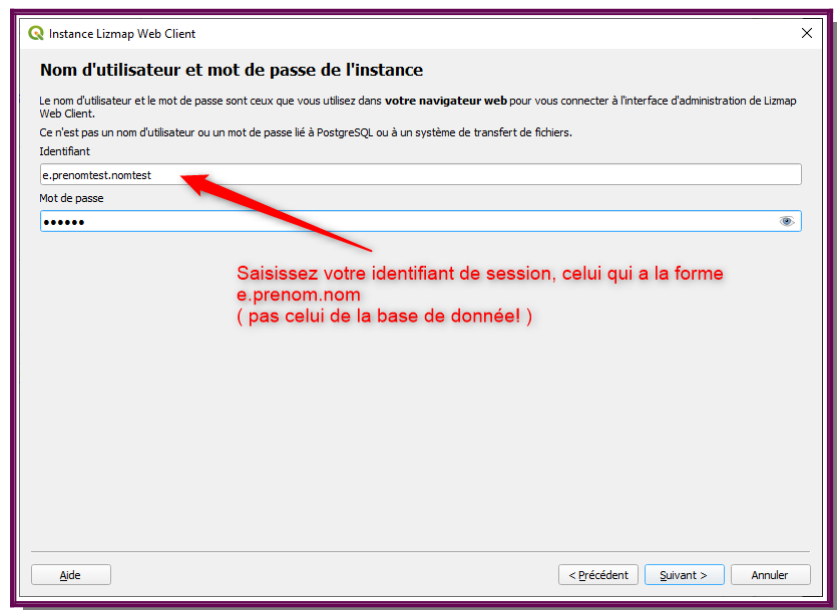 Instance Lizmap Web Client
Nom d'utilisateur et mot de passe de l'instance
Le nom d'utilisateur et le mot de passe sont ceux que vous utilisez dans votre navigateur web pour vous connecter à l'interface d'administration de Lizmap
Web Client.
Ce n'est pas un nom d'utilisateur ou un mot de passe lié à PostgreSQL ou à un système de transfert de fichiers.
Identifiant
e.prenomtest.nomtest
Mot de passe
••••••
Saisissez votre identifiant de session, celui qui a la forme
e.prenom.nom
( pas celui de la base de donnée! )
Aide
< Précédent
Suivant >
Annuler